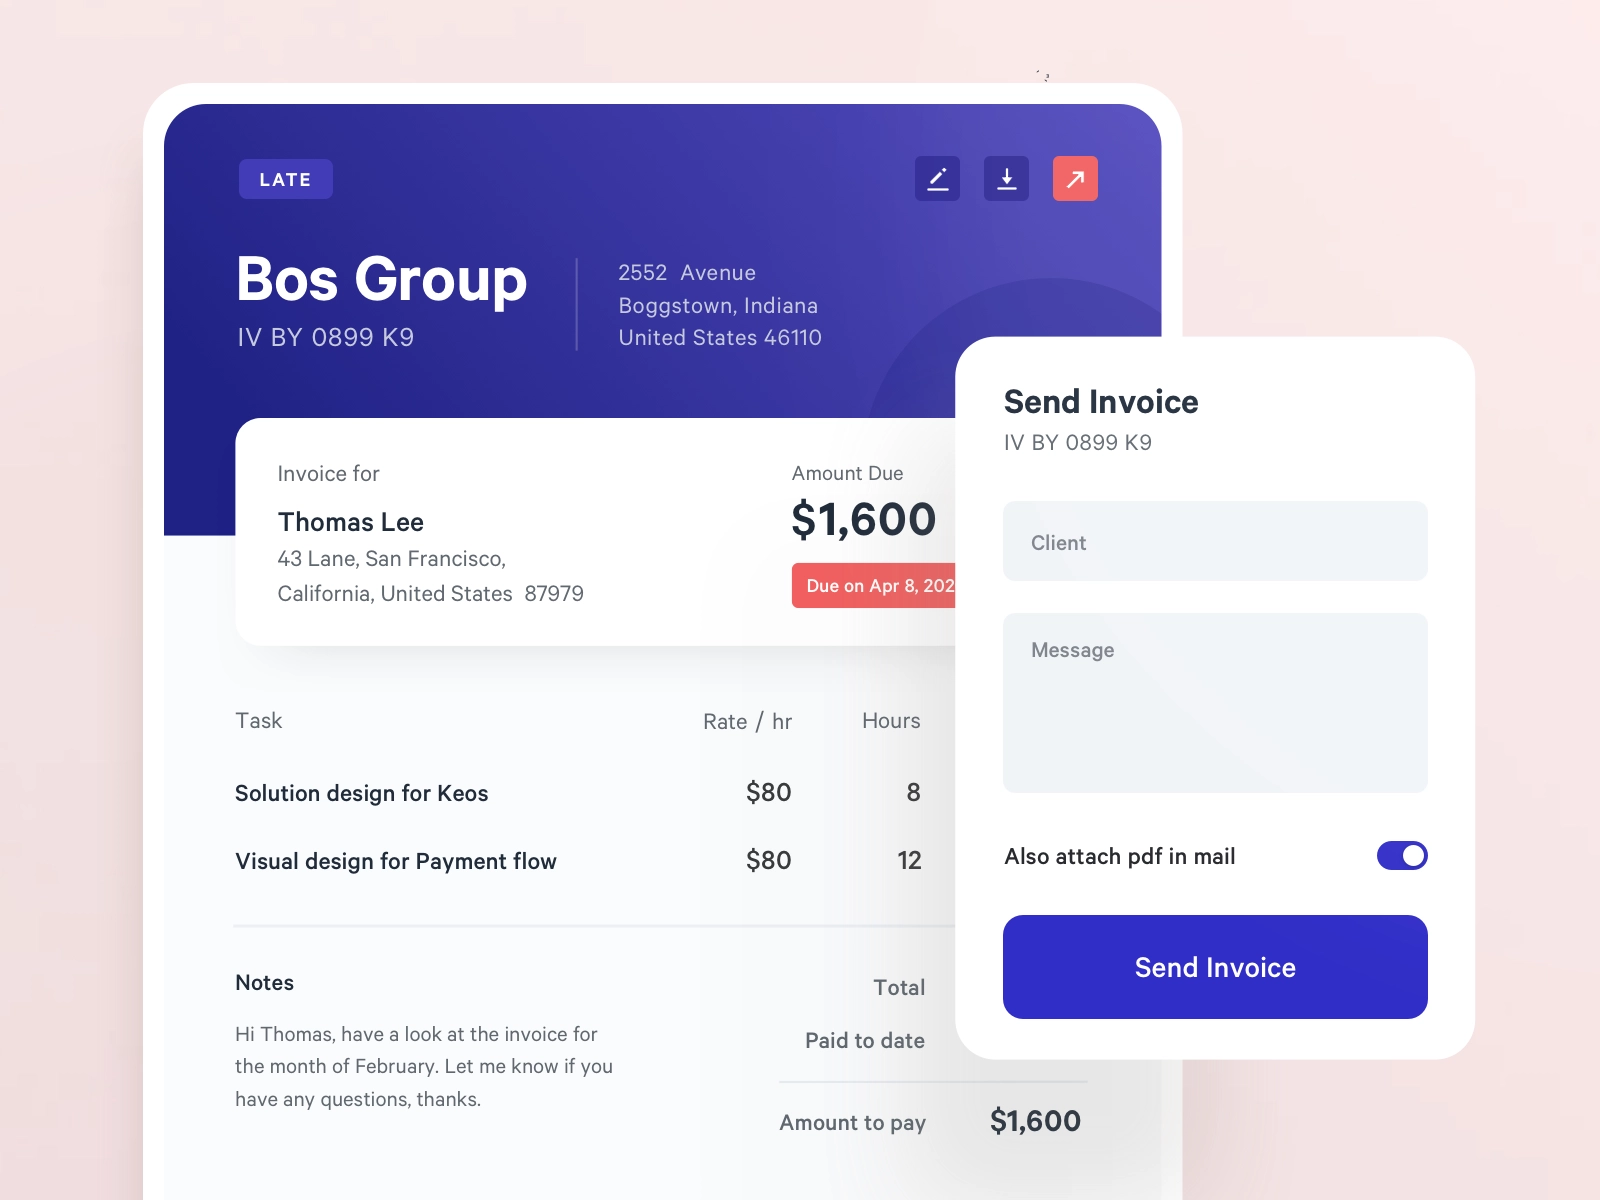 LATE
Bos Group
IV BY 0899 K9
2552 Avenue
Boggstown, Indiana
United States 46110
Invoice for
Thomas Lee
43 Lane, San Francisco,
California, United States 87979
Amount Due
$1,600
Due on Apr 8, 202
Task Rate / hr Hours
Solution design for Keos $80 8
Visual design for Payment flow $80 12
Notes
Hi Thomas, have a look at the invoice for
the month of February. Let me know if you
have any questions, thanks.
Total
Paid to date
Amount to pay $1,600
Send Invoice
IV BY 0899 K9
Client
Message
Also attach pdf in mail
Send Invoice